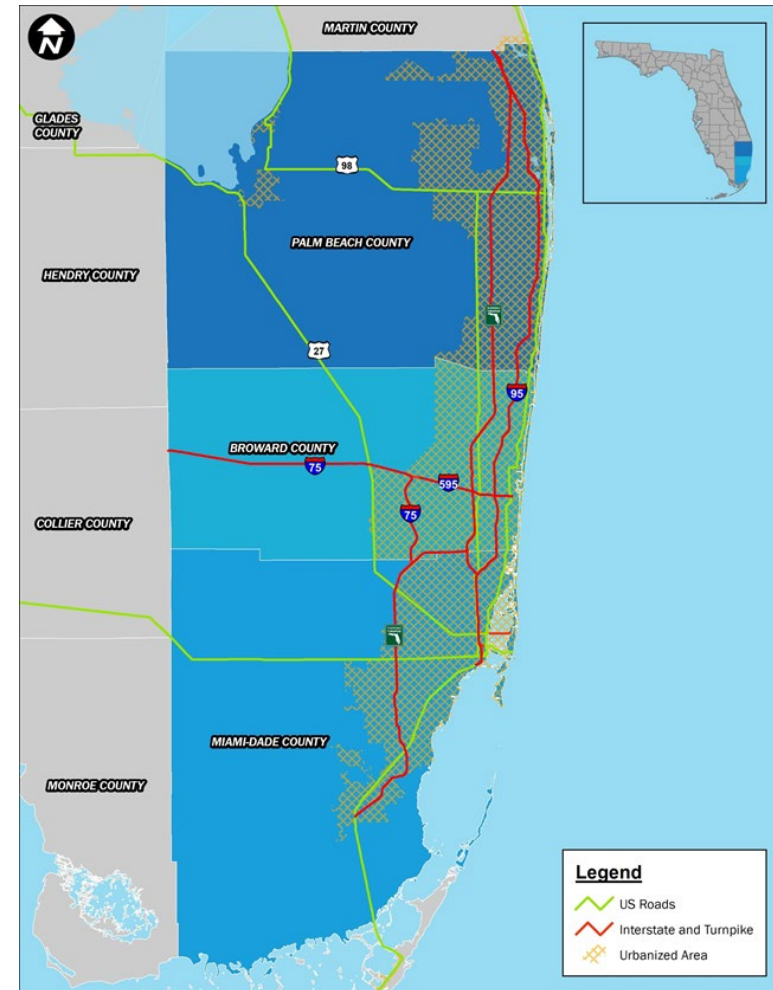 N
MARTIN COUNTY
GLADES
COUNTY
98
PALM BEACH COUNTY
HENDRY COUNTY
27
95
BROWARD COUNTY
75
595
75
COLLIER COUNTY
MIAMI-DADE COUNTY
MONROE COUNTY
Legend
US Roads
Interstate and Turnpike
Urbanized Area